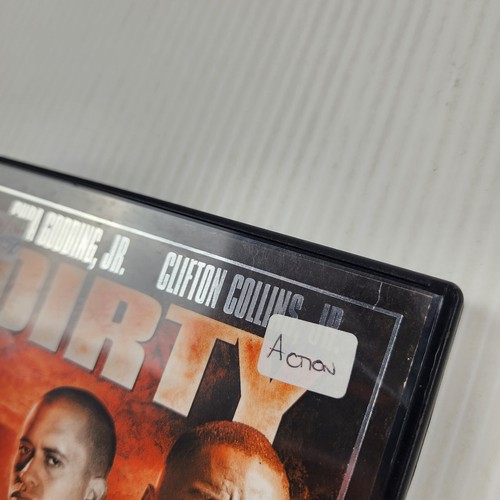 GOODING, JR.
CLIFTON COLLINS, JR.
DIRTY
ACTION